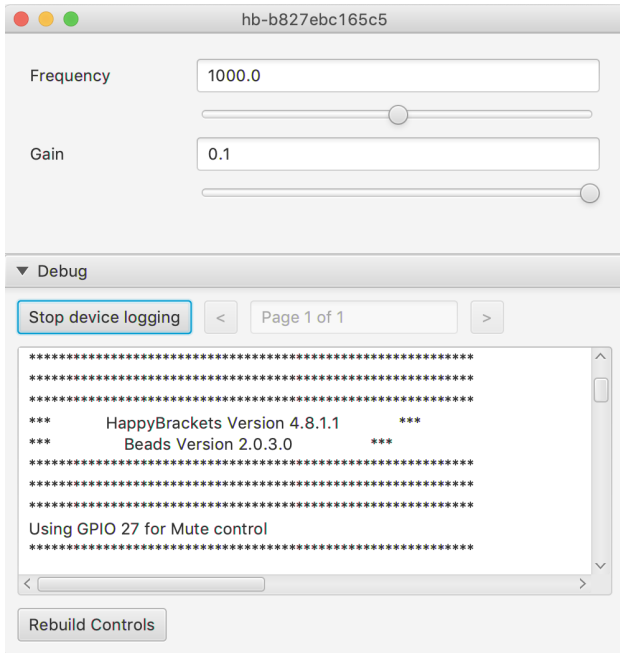 hb-b827ebc165c5
Frequency 1000.0
Gain 0.1
Debug
Stop device logging < Page 1 of 1 >
************************************************************
************************************************************
************************************************************
*** HappyBrackets Version 4.8.1.1 ***
*** Beads Version 2.0.3.0 ***
************************************************************
************************************************************
************************************************************
Using GPIO 27 for Mute control
************************************************************
Rebuild Controls